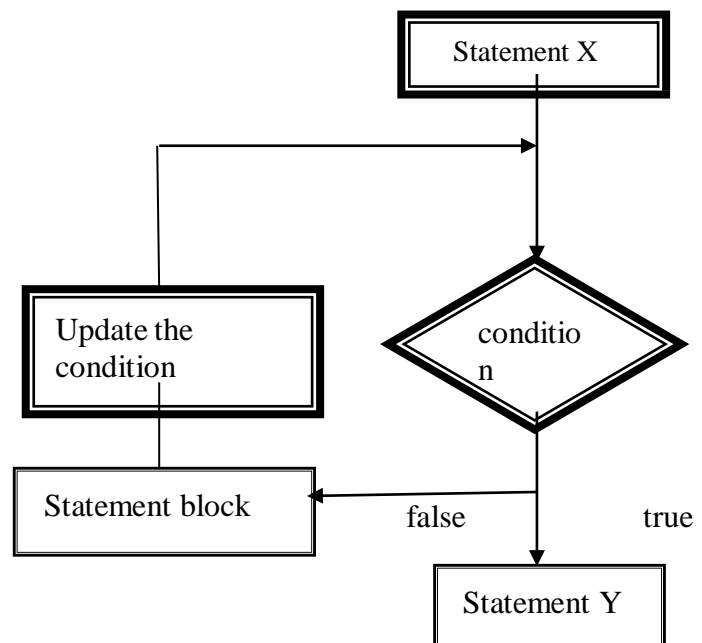 Statement X
conditio
n
Update the
condition
Statement block
false
true
Statement Y